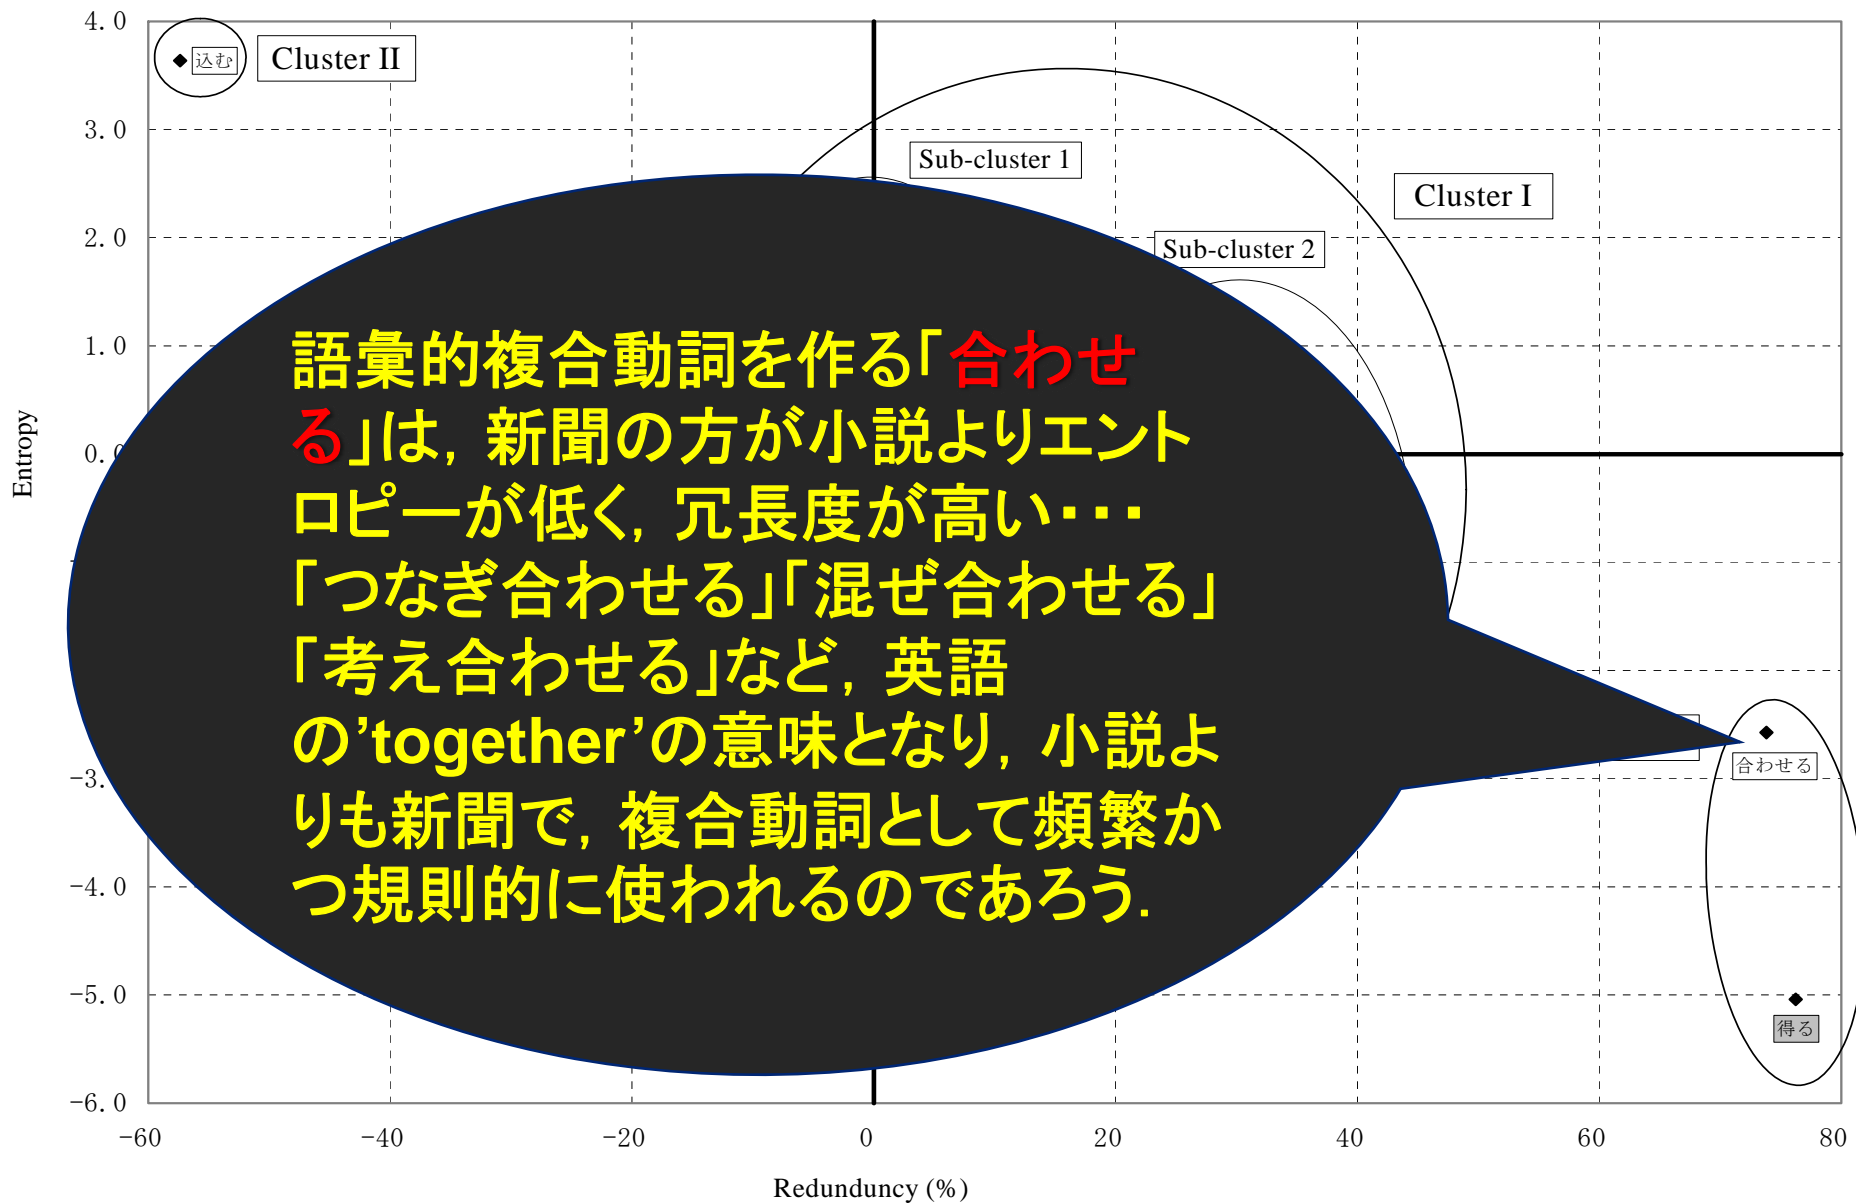 4.0
込む
Cluster II
3.0
Sub-cluster 1
Cluster I
2.0
Sub-cluster 2
1.0
語彙的複合動詞を作る「合わせ
る」は，新聞の方が小説よりエント
ロピーが低く，冗長度が高い・・・
「つなぎ合わせる」「混ぜ合わせる」
「考え合わせる」など，英語
の’together’の意味となり，小説よ
りも新聞で，複合動詞として頻繁か
つ規則的に使われるのであろう．
Entropy
0.0
合わせる
-3.
-4.0
-5.0
得る
-6.0
-60 -40 -20 0 20 40 60 80
Redunduncy (%)